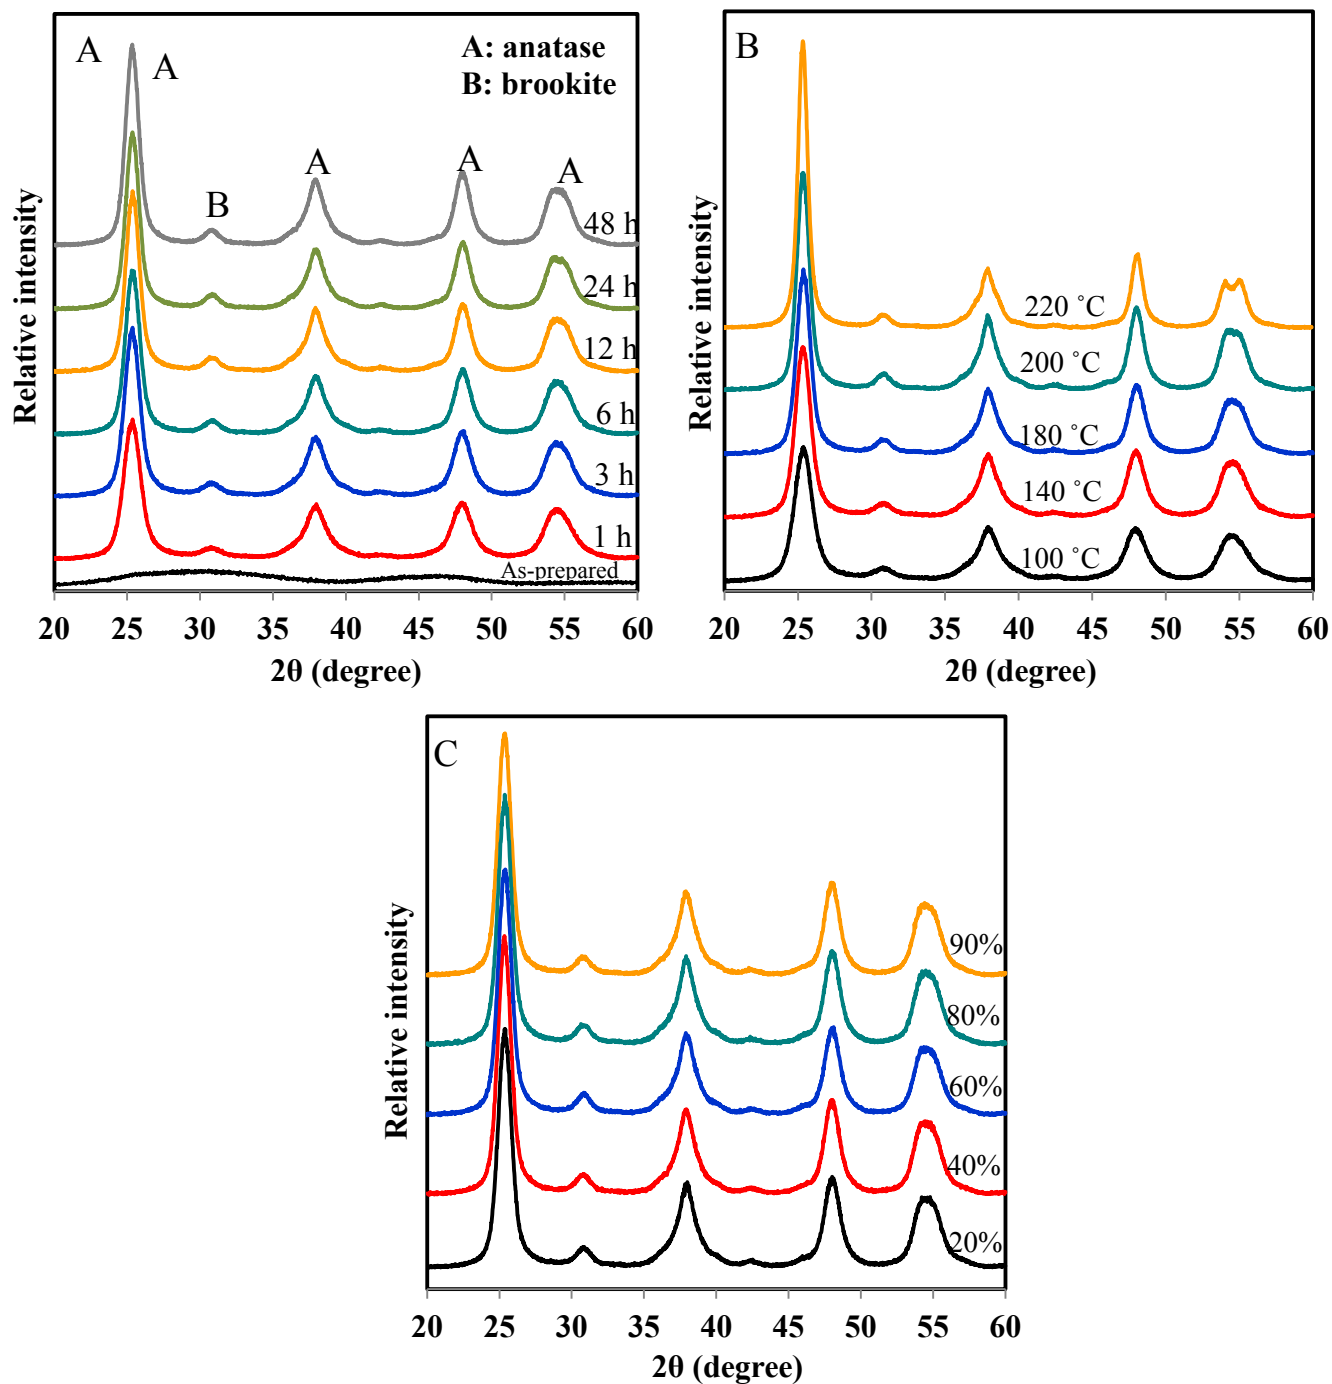 A
A
A: anatase
B: brookite
B
A
A
A
48 h
24 h
12 h
6 h
3 h
1 h
As-prepared
Relative intensity
20 25 30 35 40 45 50 55 60
2θ (degree)
B
220 ˚C
200 ˚C
180 ˚C
140 ˚C
100 ˚C
Relative intensity
20 25 30 35 40 45 50 55 60
2θ (degree)
C
90%
80%
60%
40%
20%
Relative intensity
20 25 30 35 40 45 50 55 60
2θ (degree)